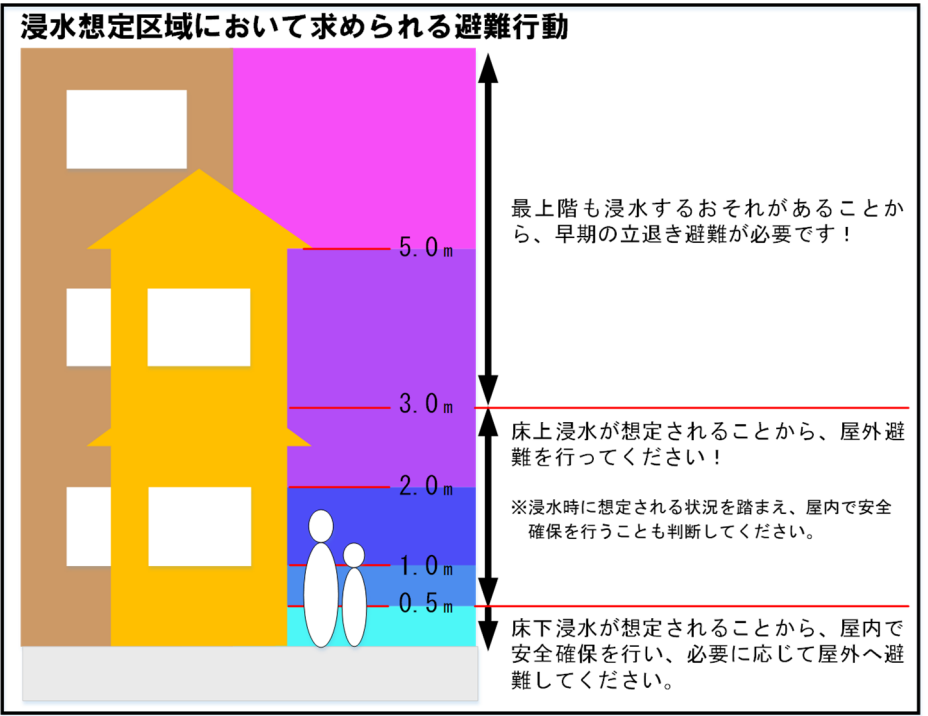 浸水想定区域において求められる避難行動
最上階も浸水するおそれがあることか
ら、早期の立退き避難が必要です！
5.0m
3.0m
床上浸水が想定されることから、屋外避
難を行ってください！
2.0m
※浸水時に想定される状況を踏まえ、屋内で安全
確保を行うことも判断してください。
1.0m
0.5m
床下浸水が想定されることから、屋内で
安全確保を行い、必要に応じて屋外へ避
難してください。